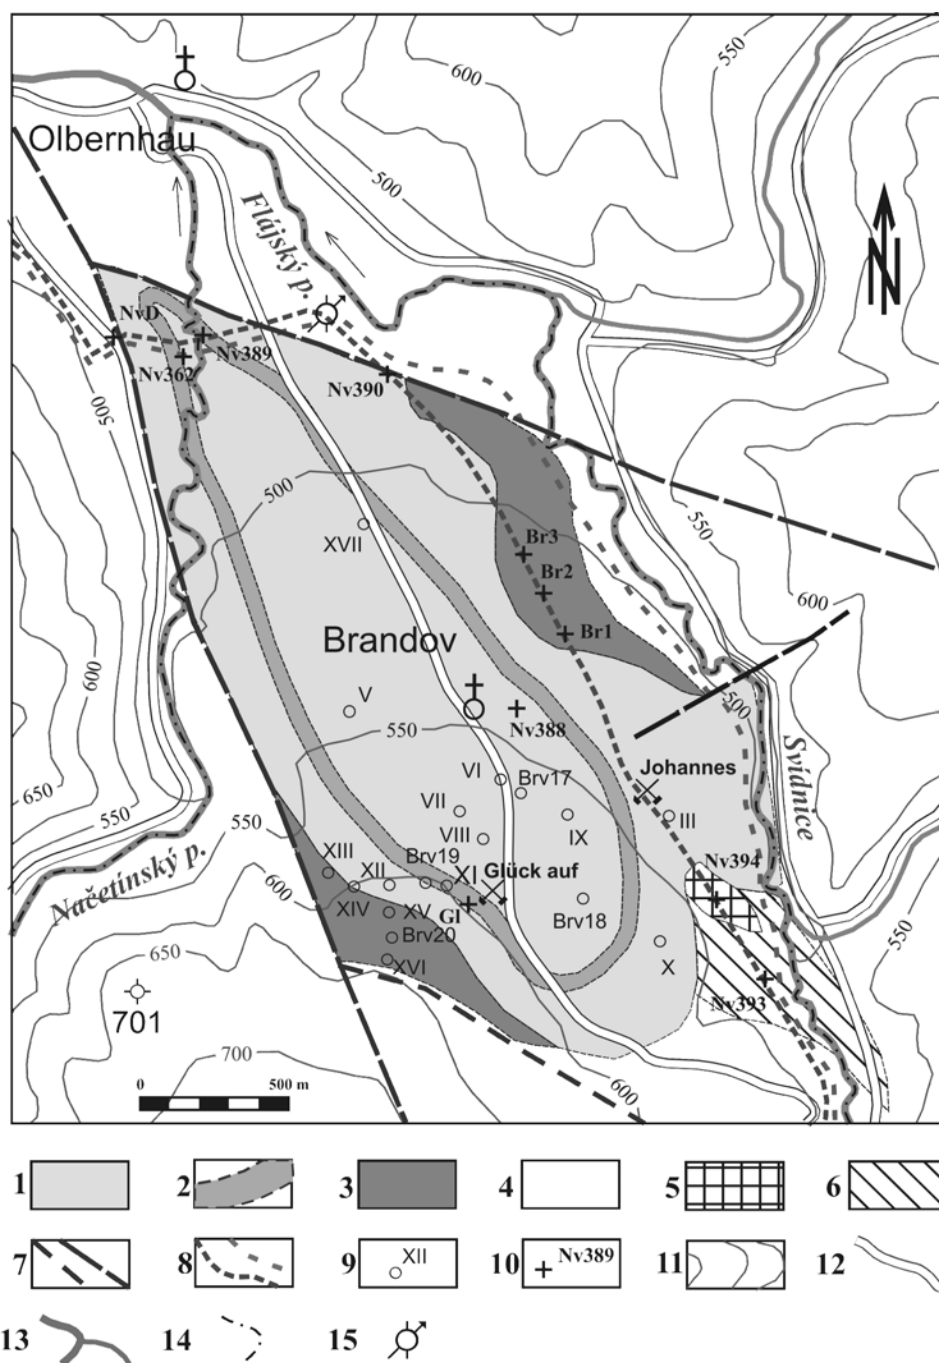 550
600
Olbernhau
500
Flájský p.
N
NvD
Nv389
Nv362
Nv390
500
500
550
XVII
Br3
Br2
600
Br1
Brandov
600
V
500
Nv388
550
Svídnice
650
VI
Johannes
Brv17
550
550
VII
III
VIII
IX
Načetínský p.
XIII
XII
Brv19
XI
Glück auf
Nv394
600
XIV
XV
Gl
Brv18
550
Brv20
650
XVI
X
Nv393
701
700
600
0 500 m
1 2 3 4 5 6
7 8 9 XII 10 Nv389 11 12
13 14 15